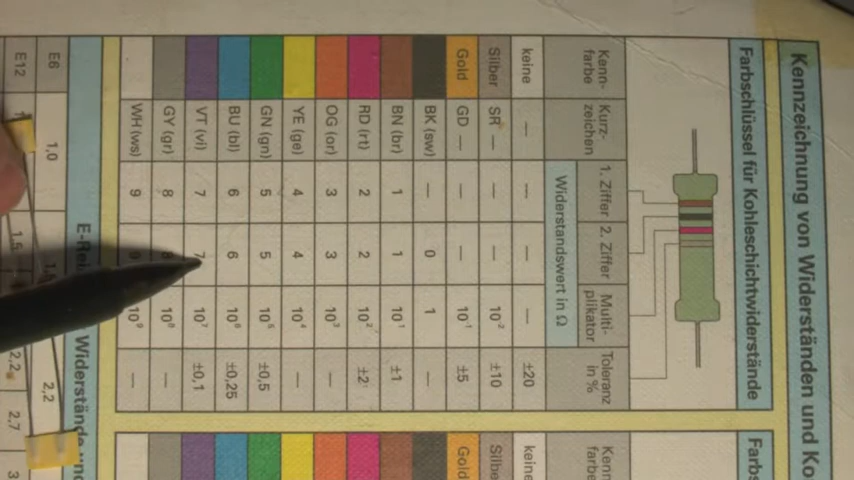 Kennzeichnung von Widerständen und Ko
Farbschlüssel für Kohleschichtwiderstände
Farbs
Kenn-
farbe
Kurz-
zeichen
Widerstandswert in Ω
1. Ziffer
2. Ziffer
Multi-
plikator
Toleranz
in %
keine — — — — ±20
Silber SR — — — 10⁻² ±10
Gold GD — — — 10⁻¹ ±5
BK (sw) — 0 1 —
BN (br) 1 1 10¹ ±1
RD (rt) 2 2 10² ±2
OG (or) 3 3 10³ —
YE (ge) 4 4 10⁴ —
GN (gn) 5 5 10⁵ ±0,5
BU (bl) 6 6 10⁶ ±0,25
VT (vi) 7 7 10⁷ ±0,1
GY (gr) 8 8 10⁸ —
WH (ws) 9 9 10⁹ —
Kenn
farbe
keine
Silbe
Gold
Widerstände und
E6 1,0 2,2
E12 1,5 2,2 2,7